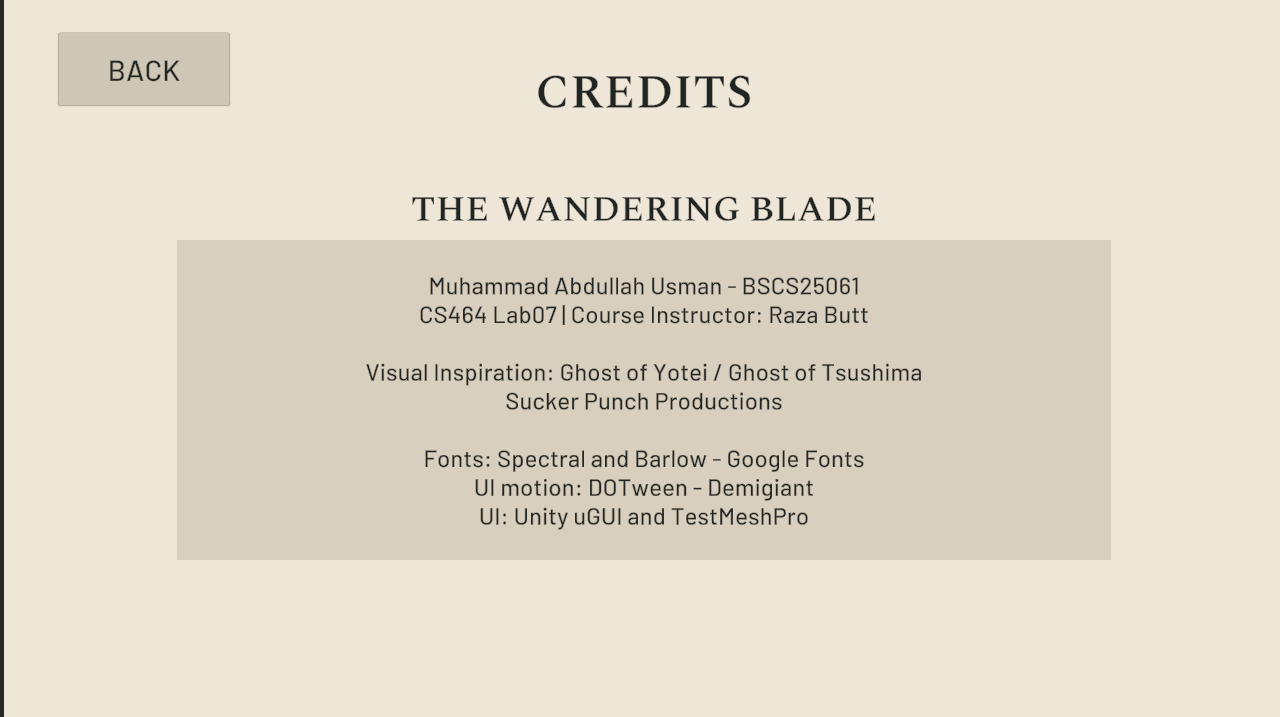 BACK
CREDITS
THE WANDERING BLADE
Muhammad Abdullah Usman - BSCS25061
CS464 Lab07 | Course Instructor: Raza Butt
Visual Inspiration: Ghost of Yotei / Ghost of Tsushima
Sucker Punch Productions
Fonts: Spectral and Barlow - Google Fonts
UI motion: DOTween - Demigiant
UI: Unity uGUI and TestMeshPro